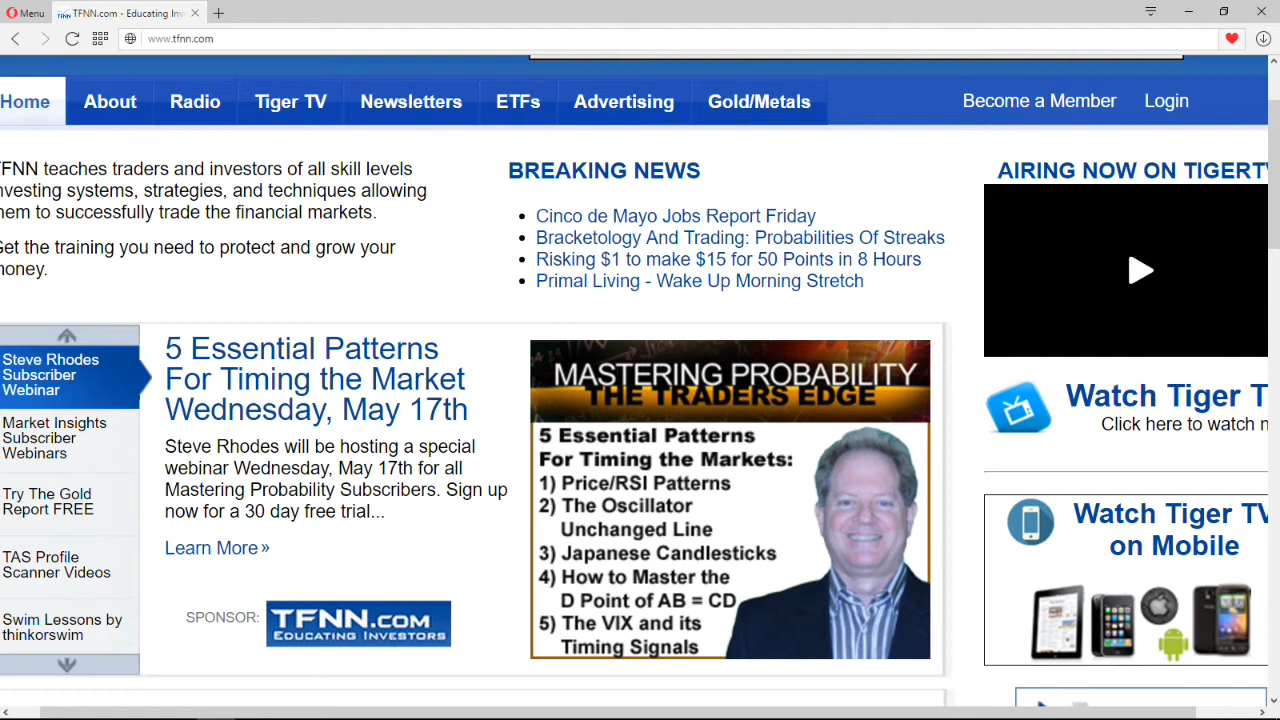 Menu
TFNN.com - Educating Inv
www.tfnn.com
Home
About
Radio
Tiger TV
Newsletters
ETFs
Advertising
Gold/Metals
Become a Member
Login
FNN teaches traders and investors of all skill levels
nvesting systems, strategies, and techniques allowing
hem to successfully trade the financial markets.
Get the training you need to protect and grow your
money.
BREAKING NEWS
Cinco de Mayo Jobs Report Friday
Bracketology And Trading: Probabilities Of Streaks
Risking $1 to make $15 for 50 Points in 8 Hours
Primal Living - Wake Up Morning Stretch
AIRING NOW ON TIGERTV
Steve Rhodes
Subscriber
Webinar
Market Insights
Subscriber
Webinars
Try The Gold
Report FREE
TAS Profile
Scanner Videos
Swim Lessons by
thinkorswim
5 Essential Patterns
For Timing the Market
Wednesday, May 17th
Steve Rhodes will be hosting a special
webinar Wednesday, May 17th for all
Mastering Probability Subscribers. Sign up
now for a 30 day free trial...
Learn More»
SPONSOR:
TFNN.com
EDUCATING INVESTORS
MASTERING PROBABILITY
THE TRADERS EDGE
5 Essential Patterns
For Timing the Markets:
1) Price/RSI Patterns
2) The Oscillator
Unchanged Line
3) Japanese Candlesticks
4) How to Master the
D Point of AB = CD
5) The VIX and its
Timing Signals
Watch Tiger T
Click here to watch n
Watch Tiger TV
on Mobile